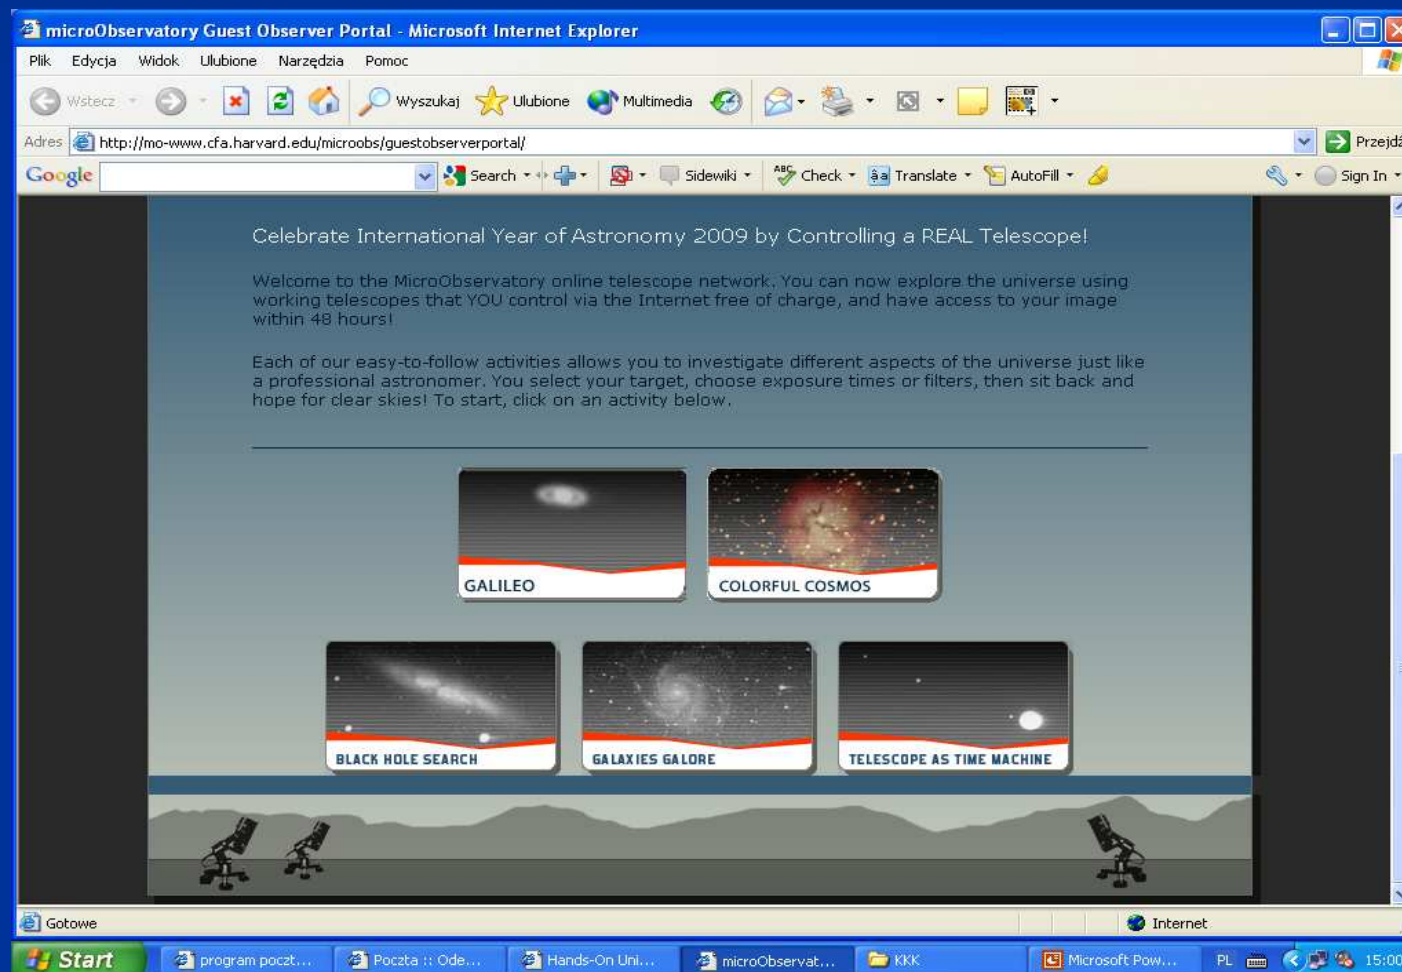 microObservatory Guest Observer Portal - Microsoft Internet Explorer
Plik Edycja Widok Ulubione Narzędzia Pomoc
Wstecz Wyszukaj Ulubione Multimedia
Adres http://mo-www.cfa.harvard.edu/microobs/guestobserverportal/ Przejdź
Google Search Sidewiki ABC Check âa Translate AutoFill Sign In
Celebrate International Year of Astronomy 2009 by Controlling a REAL Telescope!
Welcome to the MicroObservatory online telescope network. You can now explore the universe using
working telescopes that YOU control via the Internet free of charge, and have access to your image
within 48 hours!
Each of our easy-to-follow activities allows you to investigate different aspects of the universe just like
a professional astronomer. You select your target, choose exposure times or filters, then sit back and
hope for clear skies! To start, click on an activity below.
GALILEO COLORFUL COSMOS
BLACK HOLE SEARCH GALAXIES GALORE TELESCOPE AS TIME MACHINE
Gotowe Internet
Start program poczt... Poczta :: Ode... Hands-On Uni... microObservat... KKK Microsoft Pow... PL 15:00